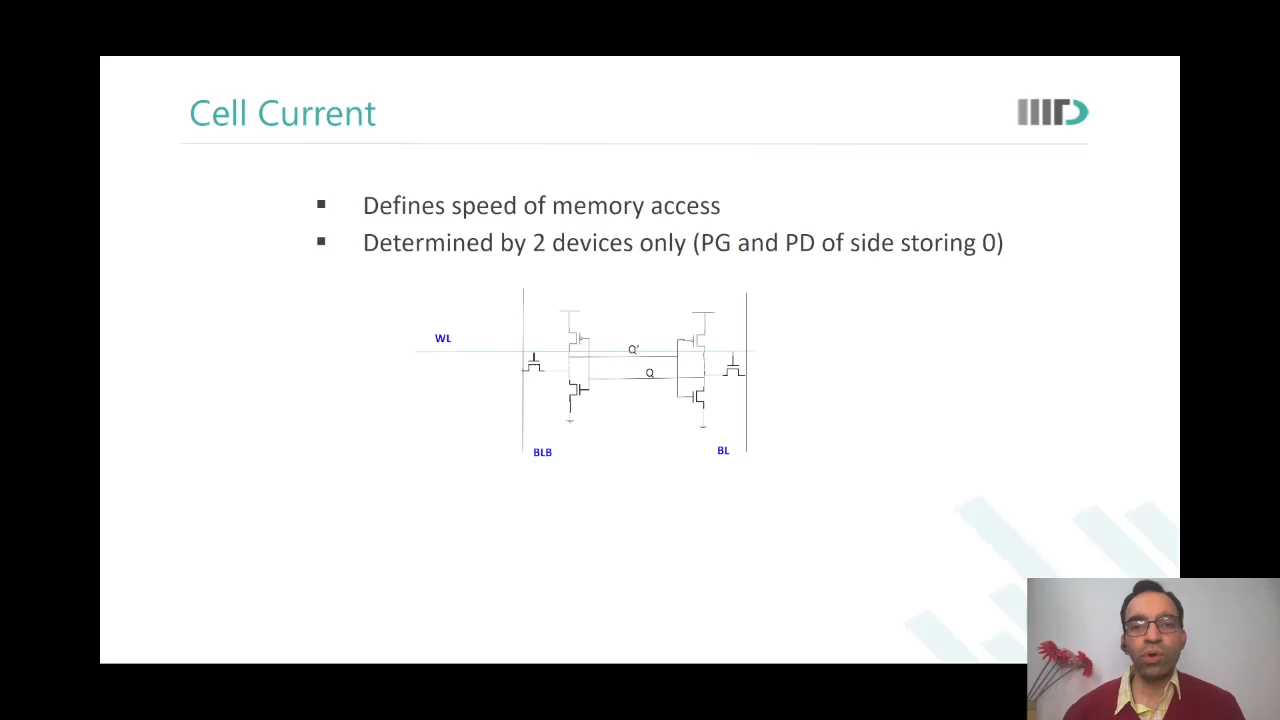 Cell Current
IIITD
▪ Defines speed of memory access
▪ Determined by 2 devices only (PG and PD of side storing 0)
WL
Q'
Q
BLB
BL